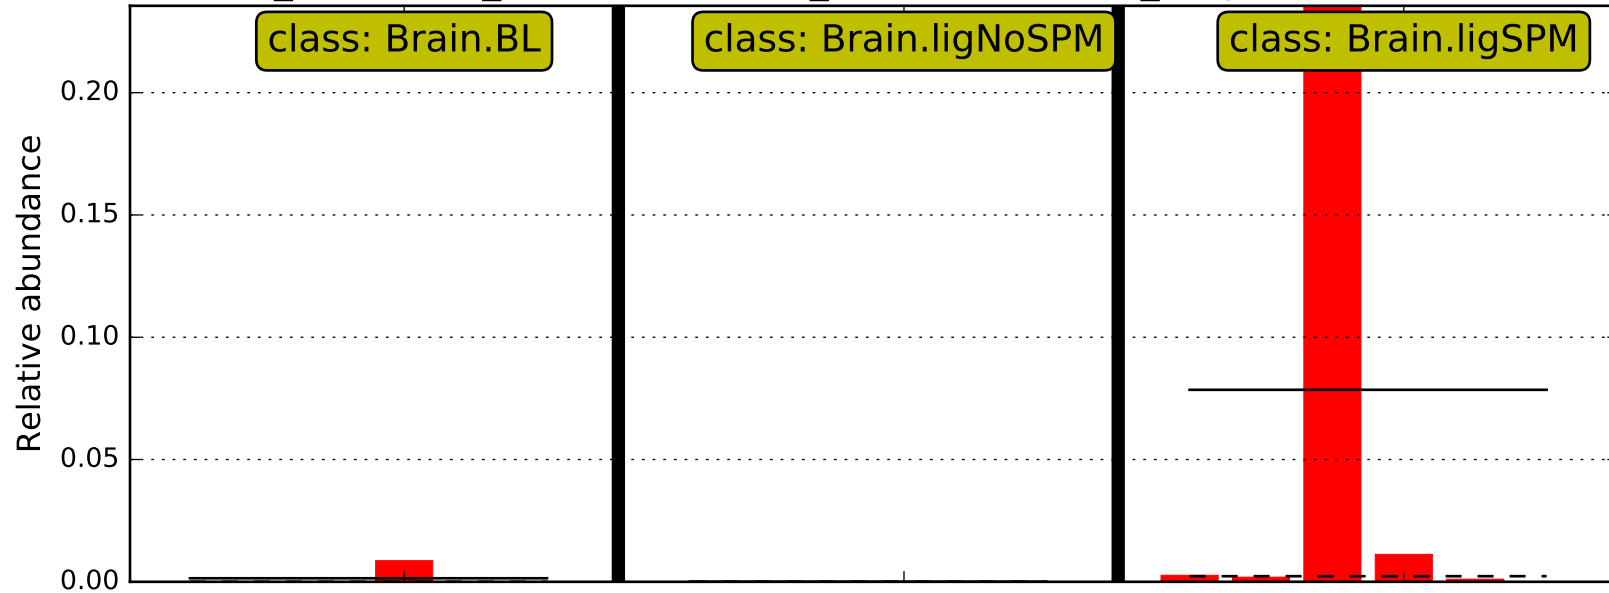 class: Brain.BL
class: Brain.ligNoSPM
class: Brain.ligSPM
Relative abundance
0.20
0.15
0.10
0.05
0.00